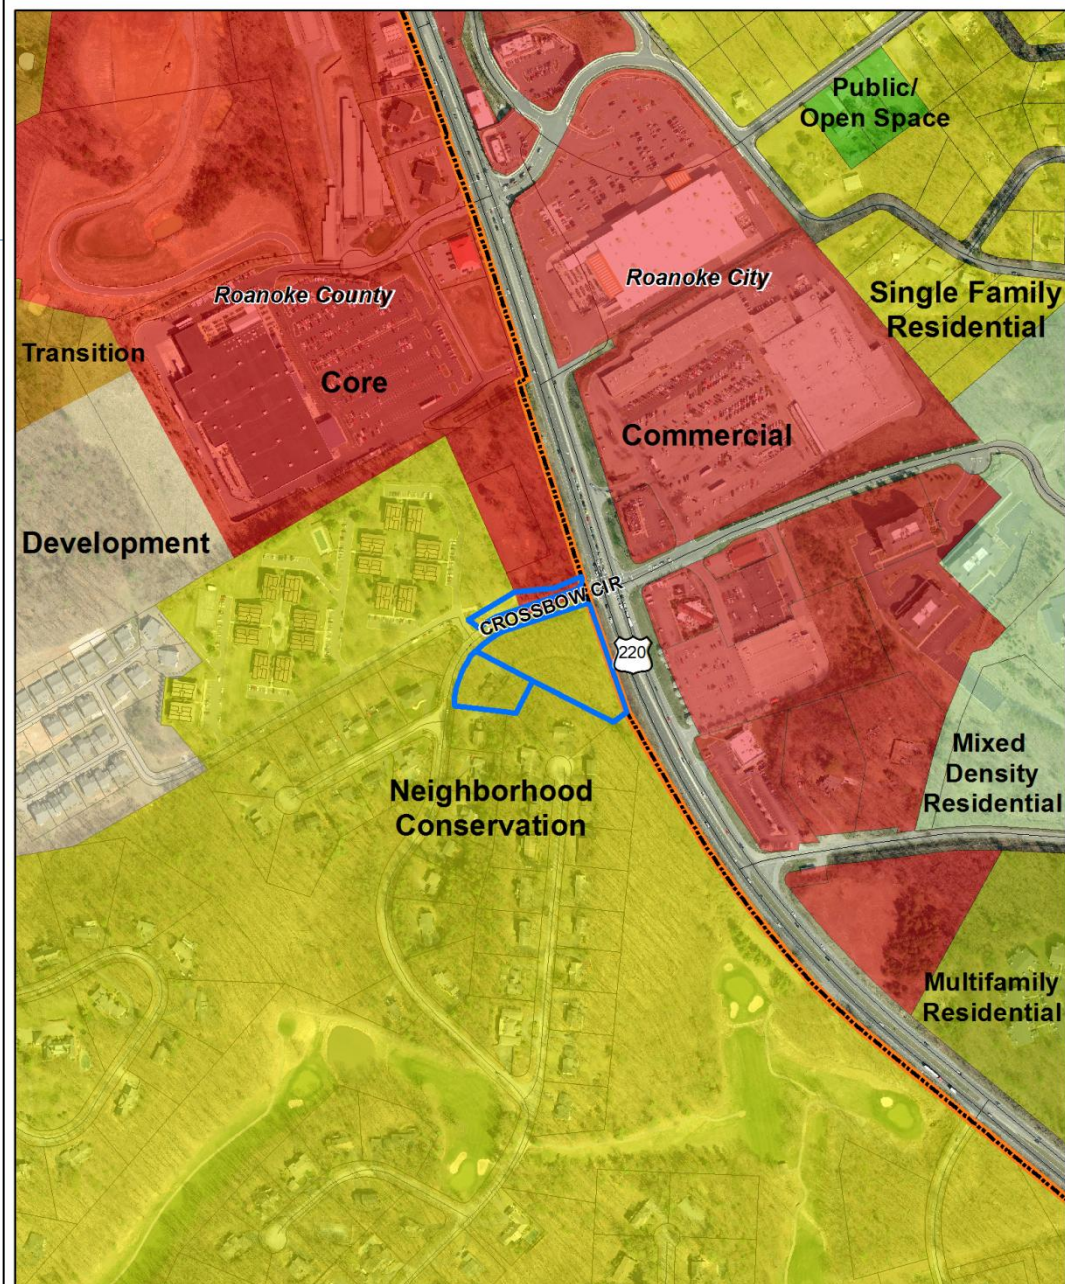 Public/
Open Space
Roanoke County
Roanoke City
Single Family
Residential
Transition
Core
Commercial
Development
CROSSBOW CIR
220
Mixed
Density
Residential
Neighborhood
Conservation
Multifamily
Residential